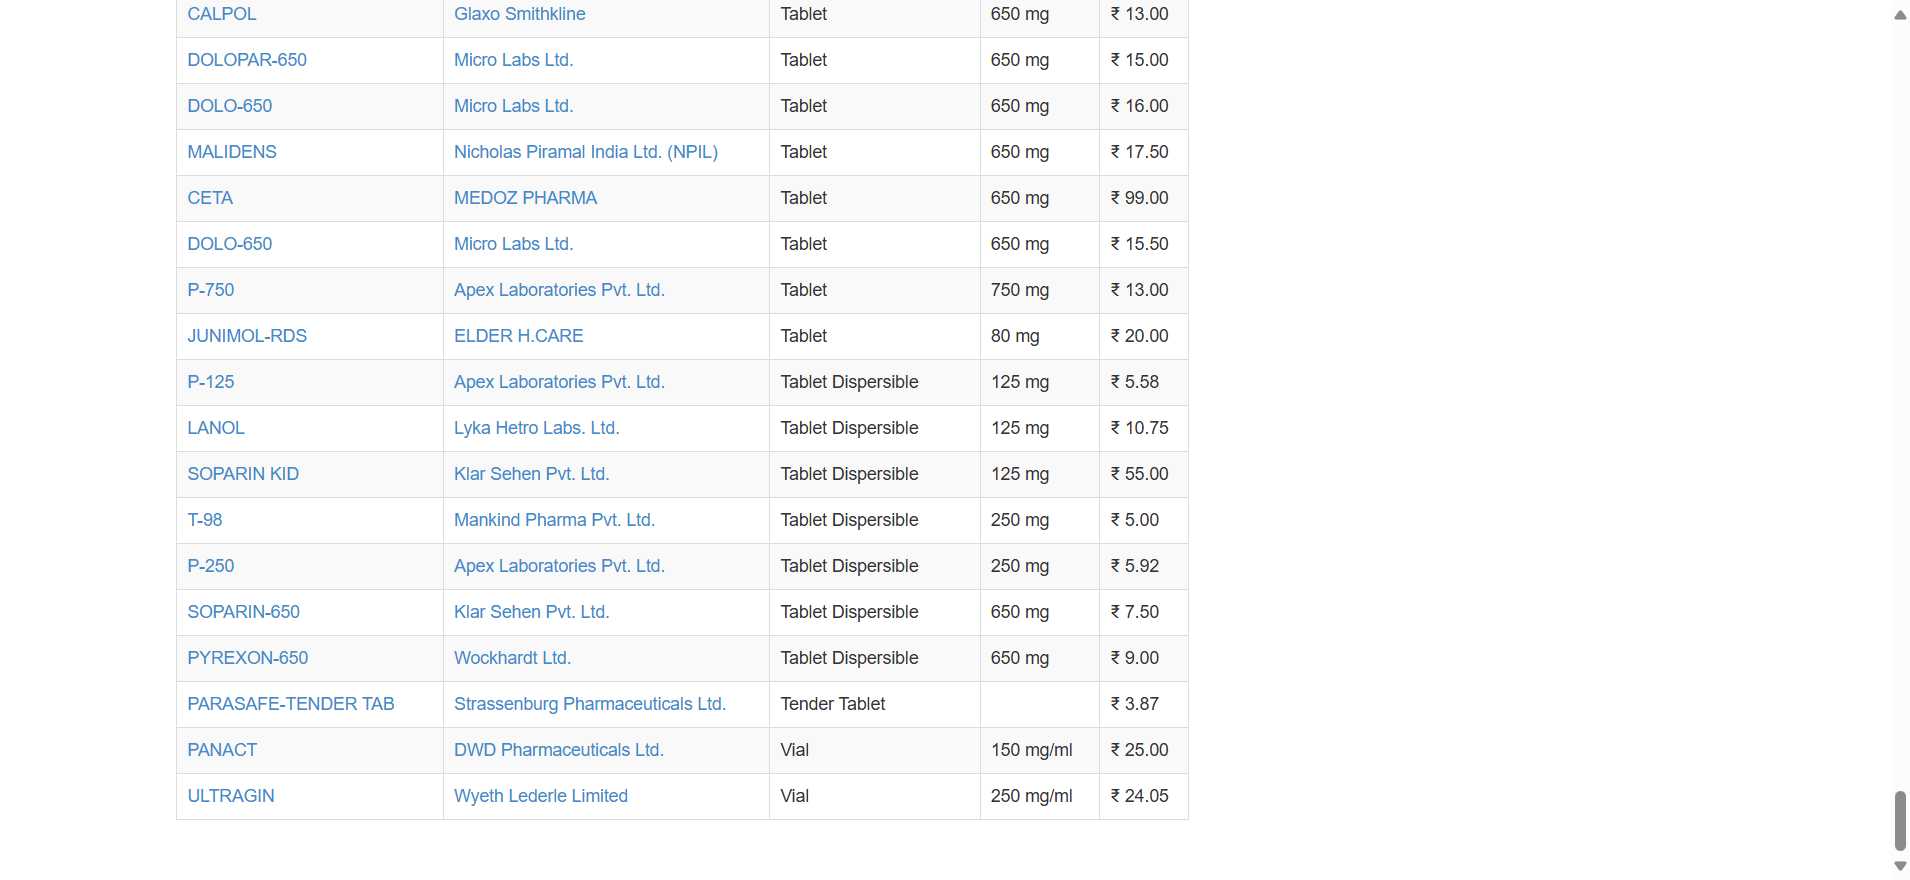 CALPOL Glaxo Smithkline Tablet 650 mg ₹ 13.00
DOLOPAR-650 Micro Labs Ltd. Tablet 650 mg ₹ 15.00
DOLO-650 Micro Labs Ltd. Tablet 650 mg ₹ 16.00
MALIDENS Nicholas Piramal India Ltd. (NPIL) Tablet 650 mg ₹ 17.50
CETA MEDOZ PHARMA Tablet 650 mg ₹ 99.00
DOLO-650 Micro Labs Ltd. Tablet 650 mg ₹ 15.50
P-750 Apex Laboratories Pvt. Ltd. Tablet 750 mg ₹ 13.00
JUNIMOL-RDS ELDER H.CARE Tablet 80 mg ₹ 20.00
P-125 Apex Laboratories Pvt. Ltd. Tablet Dispersible 125 mg ₹ 5.58
LANOL Lyka Hetro Labs. Ltd. Tablet Dispersible 125 mg ₹ 10.75
SOPARIN KID Klar Sehen Pvt. Ltd. Tablet Dispersible 125 mg ₹ 55.00
T-98 Mankind Pharma Pvt. Ltd. Tablet Dispersible 250 mg ₹ 5.00
P-250 Apex Laboratories Pvt. Ltd. Tablet Dispersible 250 mg ₹ 5.92
SOPARIN-650 Klar Sehen Pvt. Ltd. Tablet Dispersible 650 mg ₹ 7.50
PYREXON-650 Wockhardt Ltd. Tablet Dispersible 650 mg ₹ 9.00
PARASAFE-TENDER TAB Strassenburg Pharmaceuticals Ltd. Tender Tablet ₹ 3.87
PANACT DWD Pharmaceuticals Ltd. Vial 150 mg/ml ₹ 25.00
ULTRAGIN Wyeth Lederle Limited Vial 250 mg/ml ₹ 24.05